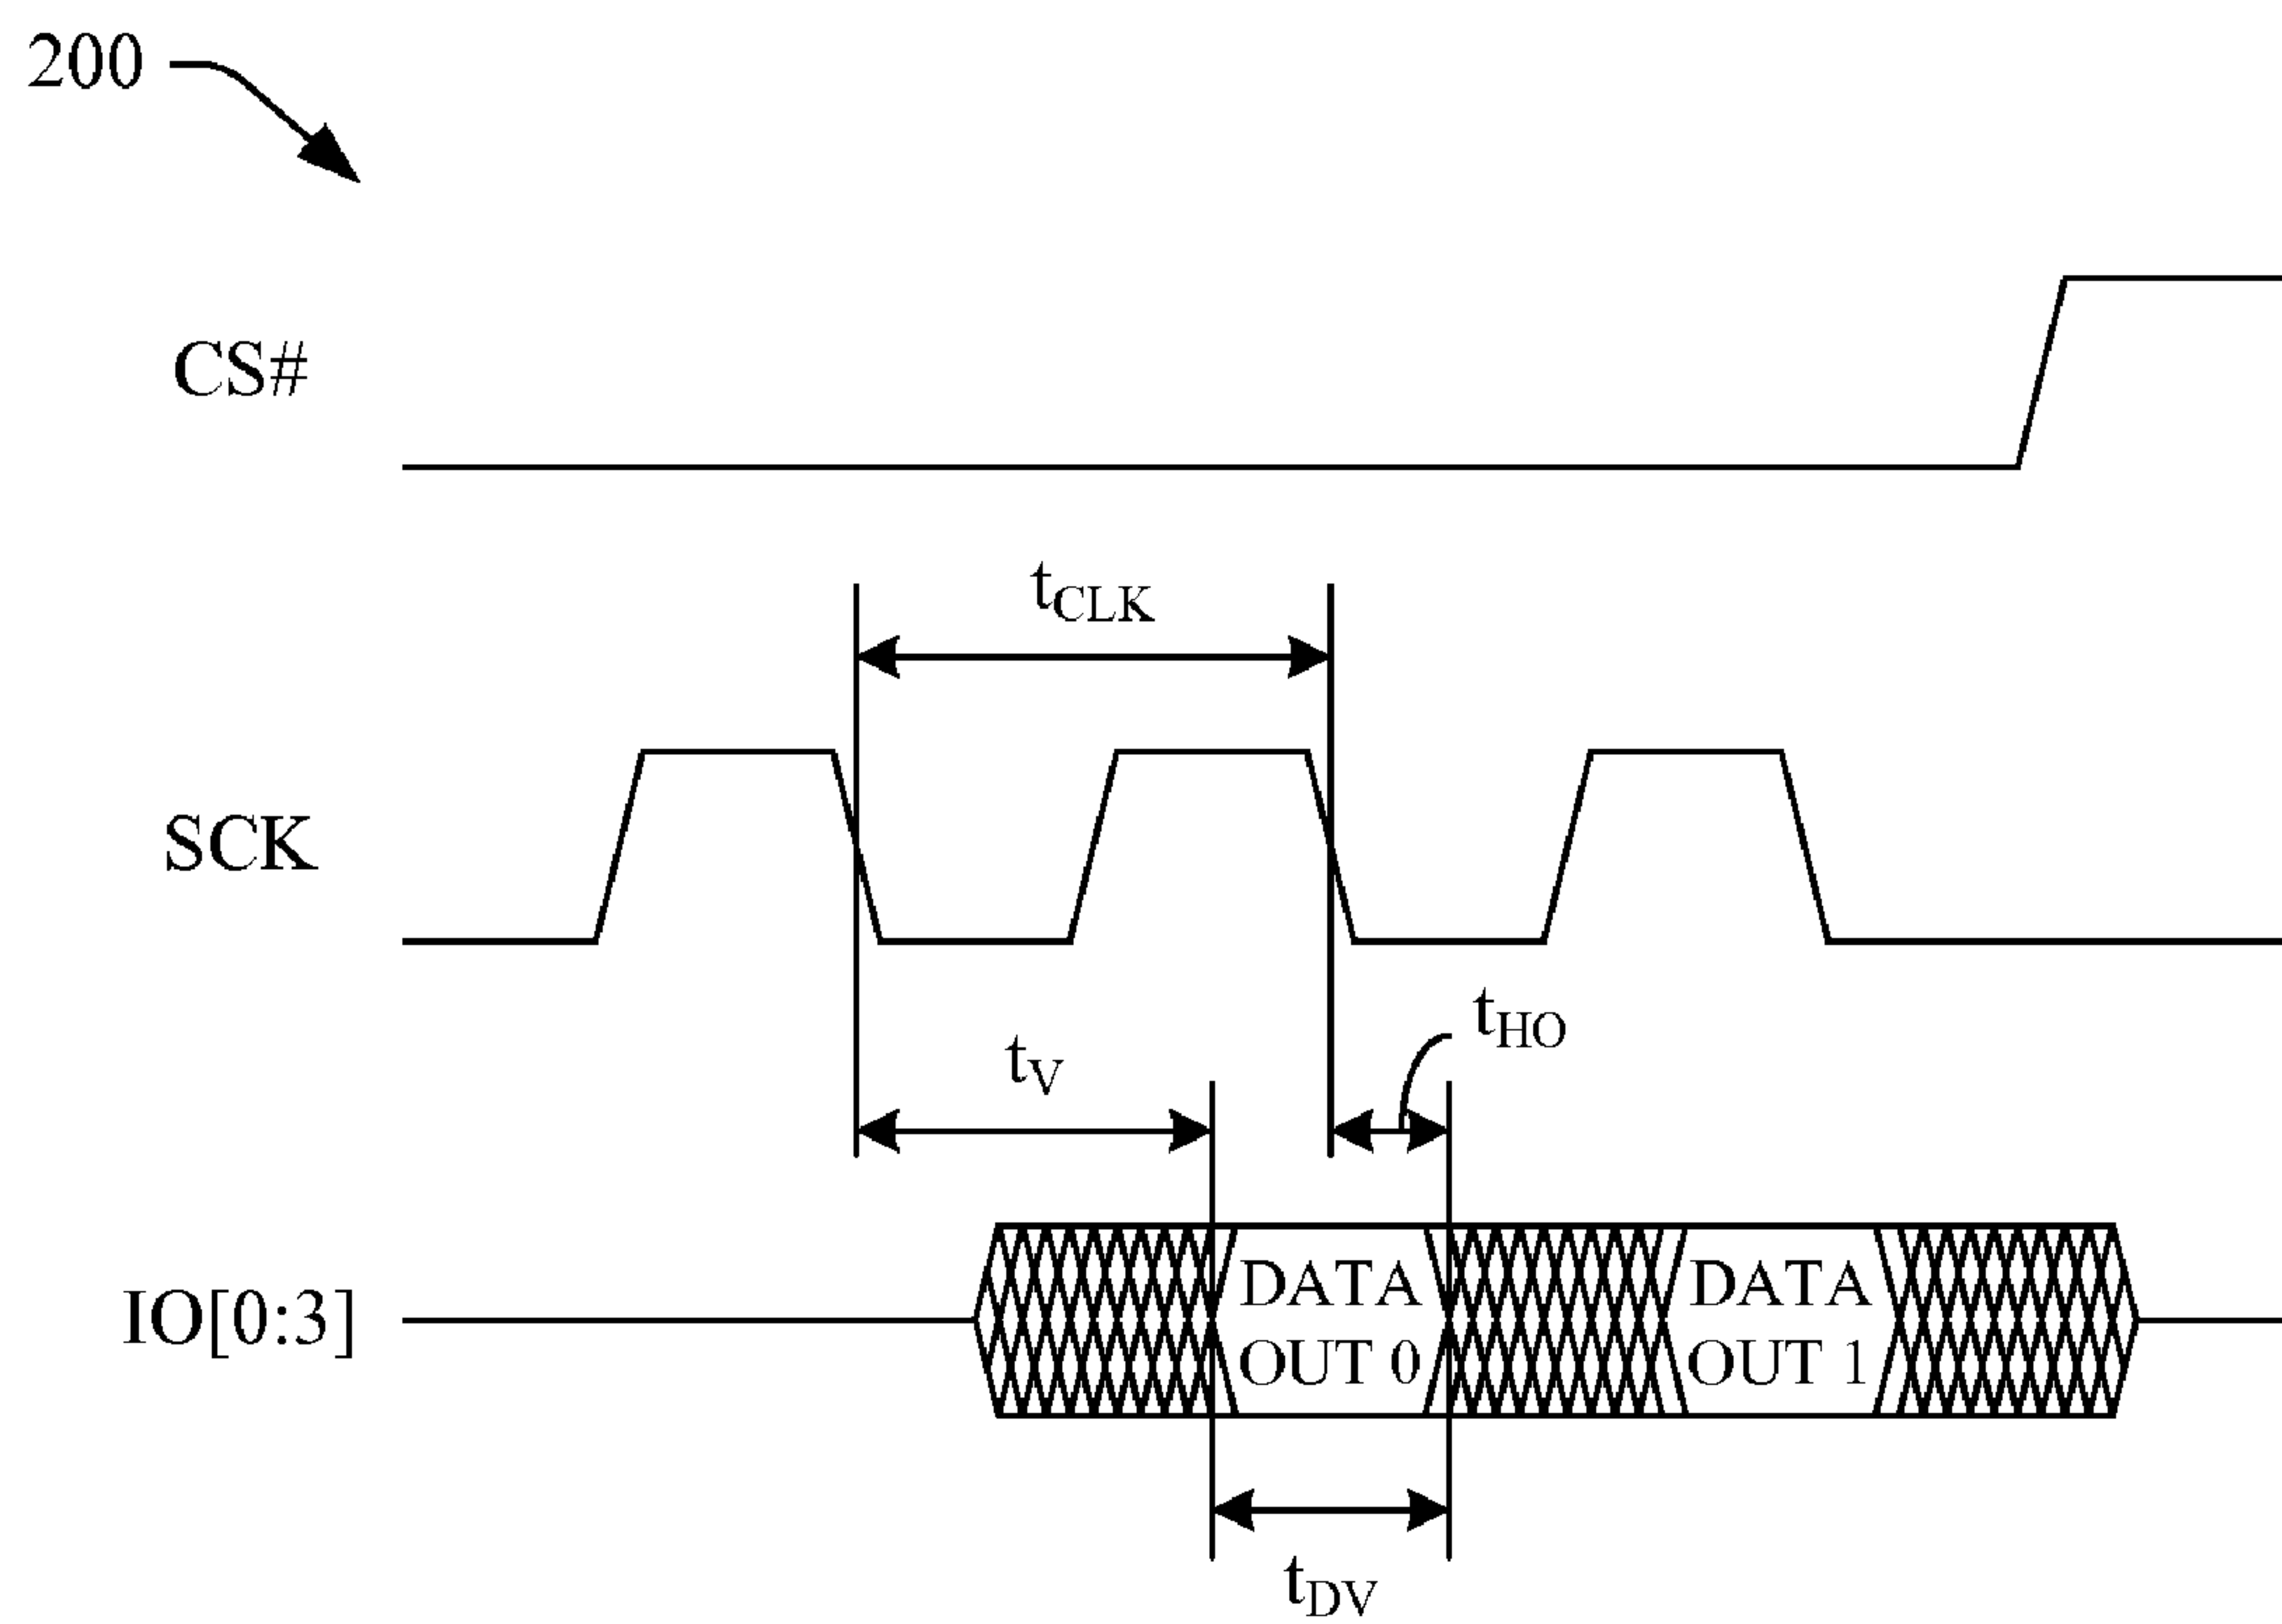 200
CS#
tCLK
SCK
tHO
tV
IO[0:3]
DATA OUT 0
DATA OUT 1
tDV